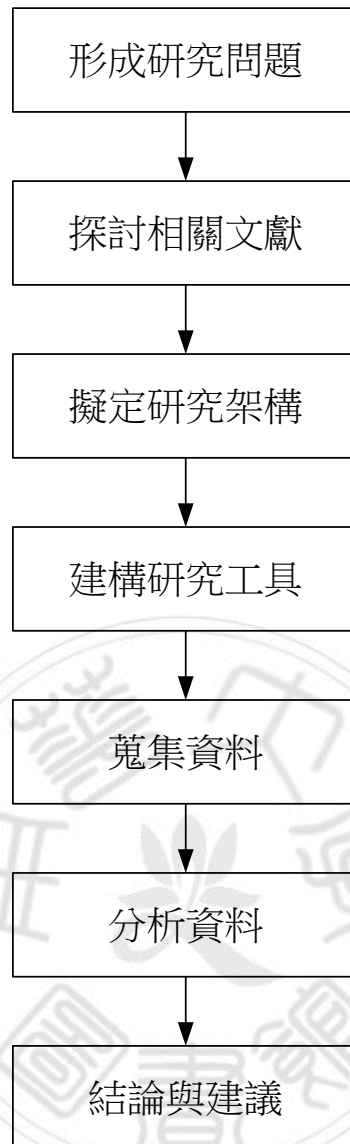 形成研究問題
探討相關文獻
擬定研究架構
建構研究工具
蒐集資料
分析資料
結論與建議